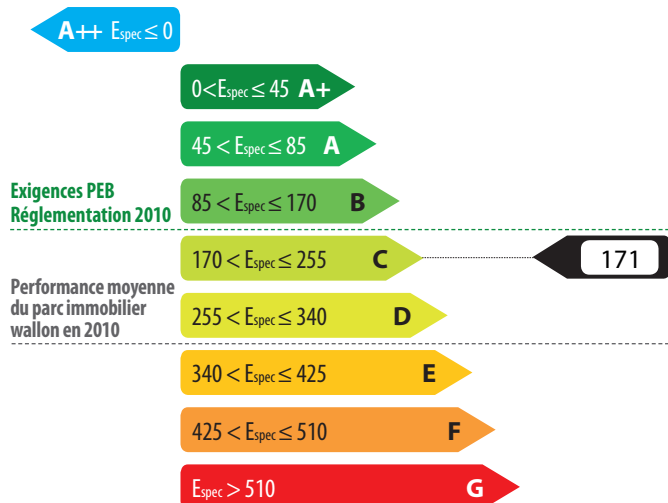 A++ Espec ≤ 0
0 < Espec ≤ 45 A+
45 < Espec ≤ 85 A
Exigences PEB
Réglementation 2010
85 < Espec ≤ 170 B
170 < Espec ≤ 255 C
171
Performance moyenne
du parc immobilier
wallon en 2010
255 < Espec ≤ 340 D
340 < Espec ≤ 425 E
425 < Espec ≤ 510 F
Espec > 510 G